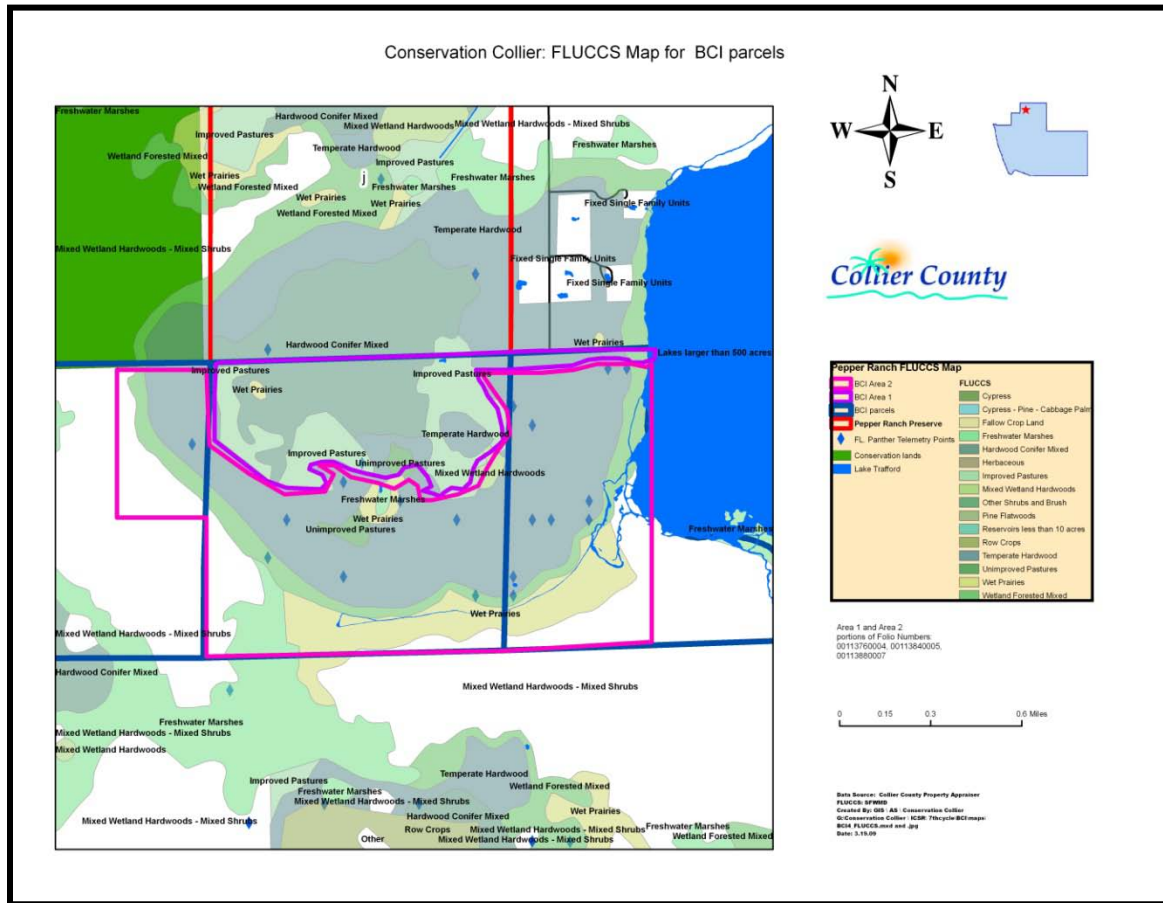 Conservation Collier: FLUCCS Map for BCI parcels
Freshwater Marshes
Hardwood Conifer Mixed
Mixed Wetland Hardwoods
Mixed Wetland Hardwoods - Mixed Shrubs
Improved Pastures
Freshwater Marshes
Temperate Hardwood
Wetland Forested Mixed
Improved Pastures
Wet Prairies
j
Freshwater Marshes
Wetland Forested Mixed
Freshwater Marshes
Wet Prairies
Wet Prairies
Fixed Single Family Units
Wetland Forested Mixed
Temperate Hardwood
Mixed Wetland Hardwoods - Mixed Shrubs
Fixed Single Family Units
Fixed Single Family Units
Wet Prairies
Hardwood Conifer Mixed
Lakes larger than 500 acres
Improved Pastures
Improved Pastures
Wet Prairies
Temperate Hardwood
Improved Pastures
Unimproved Pastures
Mixed Wetland Hardwoods
Freshwater Marshes
Wet Prairies
Unimproved Pastures
Freshwater Marshes
Wet Prairies
Mixed Wetland Hardwoods - Mixed Shrubs
Hardwood Conifer Mixed
Mixed Wetland Hardwoods - Mixed Shrubs
Freshwater Marshes
Mixed Wetland Hardwoods - Mixed Shrubs
Mixed Wetland Hardwoods
Temperate Hardwood
Improved Pastures
Wetland Forested Mixed
Freshwater Marshes
Mixed Wetland Hardwoods - Mixed Shrubs
Wet Prairies
Hardwood Conifer Mixed
Mixed Wetland Hardwoods - Mixed Shrubs
Row Crops
Mixed Wetland Hardwoods - Mixed Shrubs
Freshwater Marshes
Other
Mixed Wetland Hardwoods - Mixed Shrubs
Wetland Forested Mixed
N
W E
S
Collier County
Pepper Ranch FLUCCS Map
BCI Area 2
BCI Area 1
BCI parcels
Pepper Ranch Preserve
FL. Panther Telemetry Points
Conservation lands
Lake Trafford
FLUCCS
Cypress
Cypress - Pine - Cabbage Palm
Fallow Crop Land
Freshwater Marshes
Hardwood Conifer Mixed
Herbaceous
Improved Pastures
Mixed Wetland Hardwoods
Other Shrubs and Brush
Pine Flatwoods
Reservoirs less than 10 acres
Row Crops
Temperate Hardwood
Unimproved Pastures
Wet Prairies
Wetland Forested Mixed
Area 1 and Area 2
portions of Folio Numbers:
00113760004, 00113840005,
00113880007
0 0.15 0.3 0.6 Miles
Data Source: Collier County Property Appraiser
FLUCCS: SFWMD
Created By: GIS \ AS \ Conservation Collier
G:\Conservation Collier \ ICSR\ 7thcycle\BCI\maps\
BCI4_FLUCCS.mxd and .jpg
Date: 3.19.09